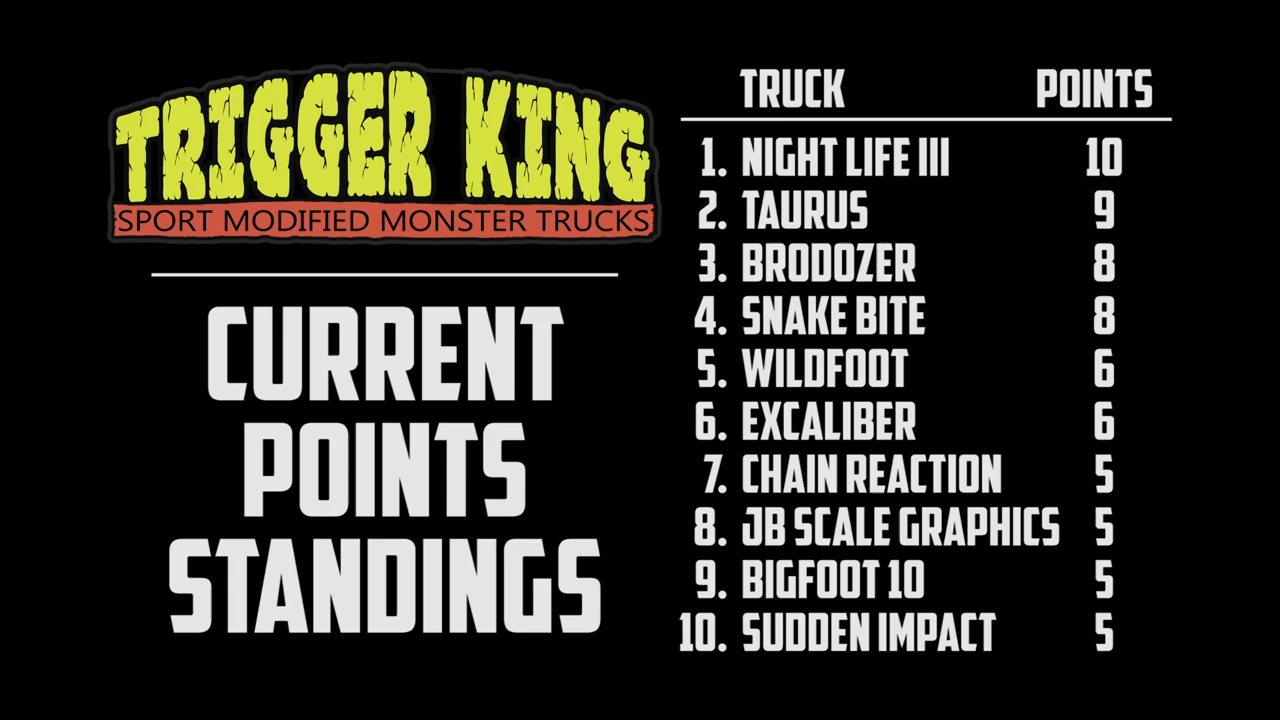 TRIGGER KING
SPORT MODIFIED MONSTER TRUCKS
CURRENT
POINTS
STANDINGS
TRUCK POINTS
1. NIGHT LIFE III 10
2. TAURUS 9
3. BRODOZER 8
4. SNAKE BITE 8
5. WILDFOOT 6
6. EXCALIBER 6
7. CHAIN REACTION 5
8. JB SCALE GRAPHICS 5
9. BIGFOOT 10 5
10. SUDDEN IMPACT 5